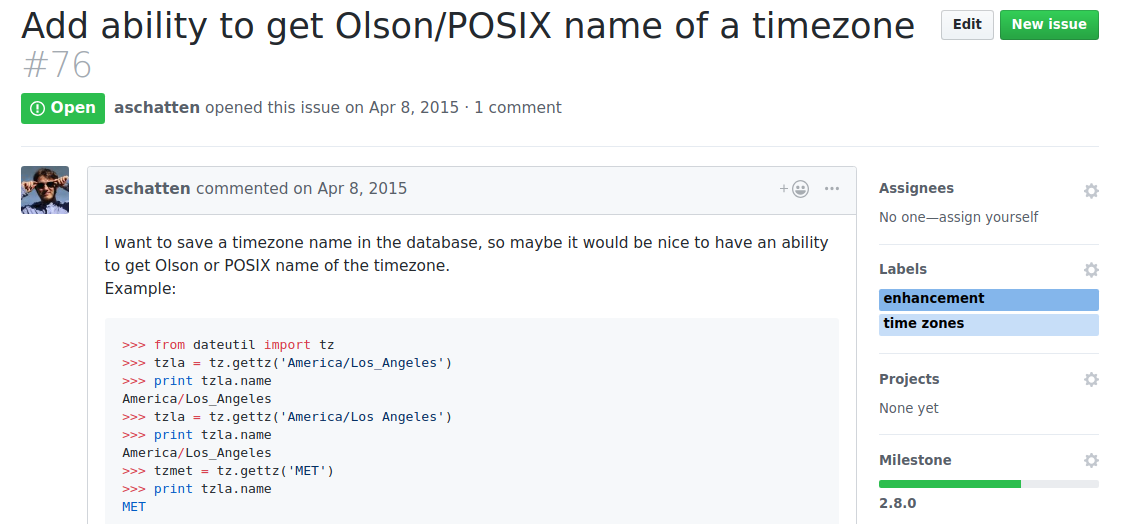 Add ability to get Olson/POSIX name of a timezone
#76
Edit
New issue
Open
aschatten opened this issue on Apr 8, 2015 · 1 comment
aschatten commented on Apr 8, 2015
I want to save a timezone name in the database, so maybe it would be nice to have an ability
to get Olson or POSIX name of the timezone.
Example:
>>> from dateutil import tz
>>> tzla = tz.gettz('America/Los_Angeles')
>>> print tzla.name
America/Los_Angeles
>>> tzla = tz.gettz('America/Los Angeles')
>>> print tzla.name
America/Los_Angeles
>>> tzmet = tz.gettz('MET')
>>> print tzla.name
MET
Assignees
No one—assign yourself
Labels
enhancement
time zones
Projects
None yet
Milestone
2.8.0